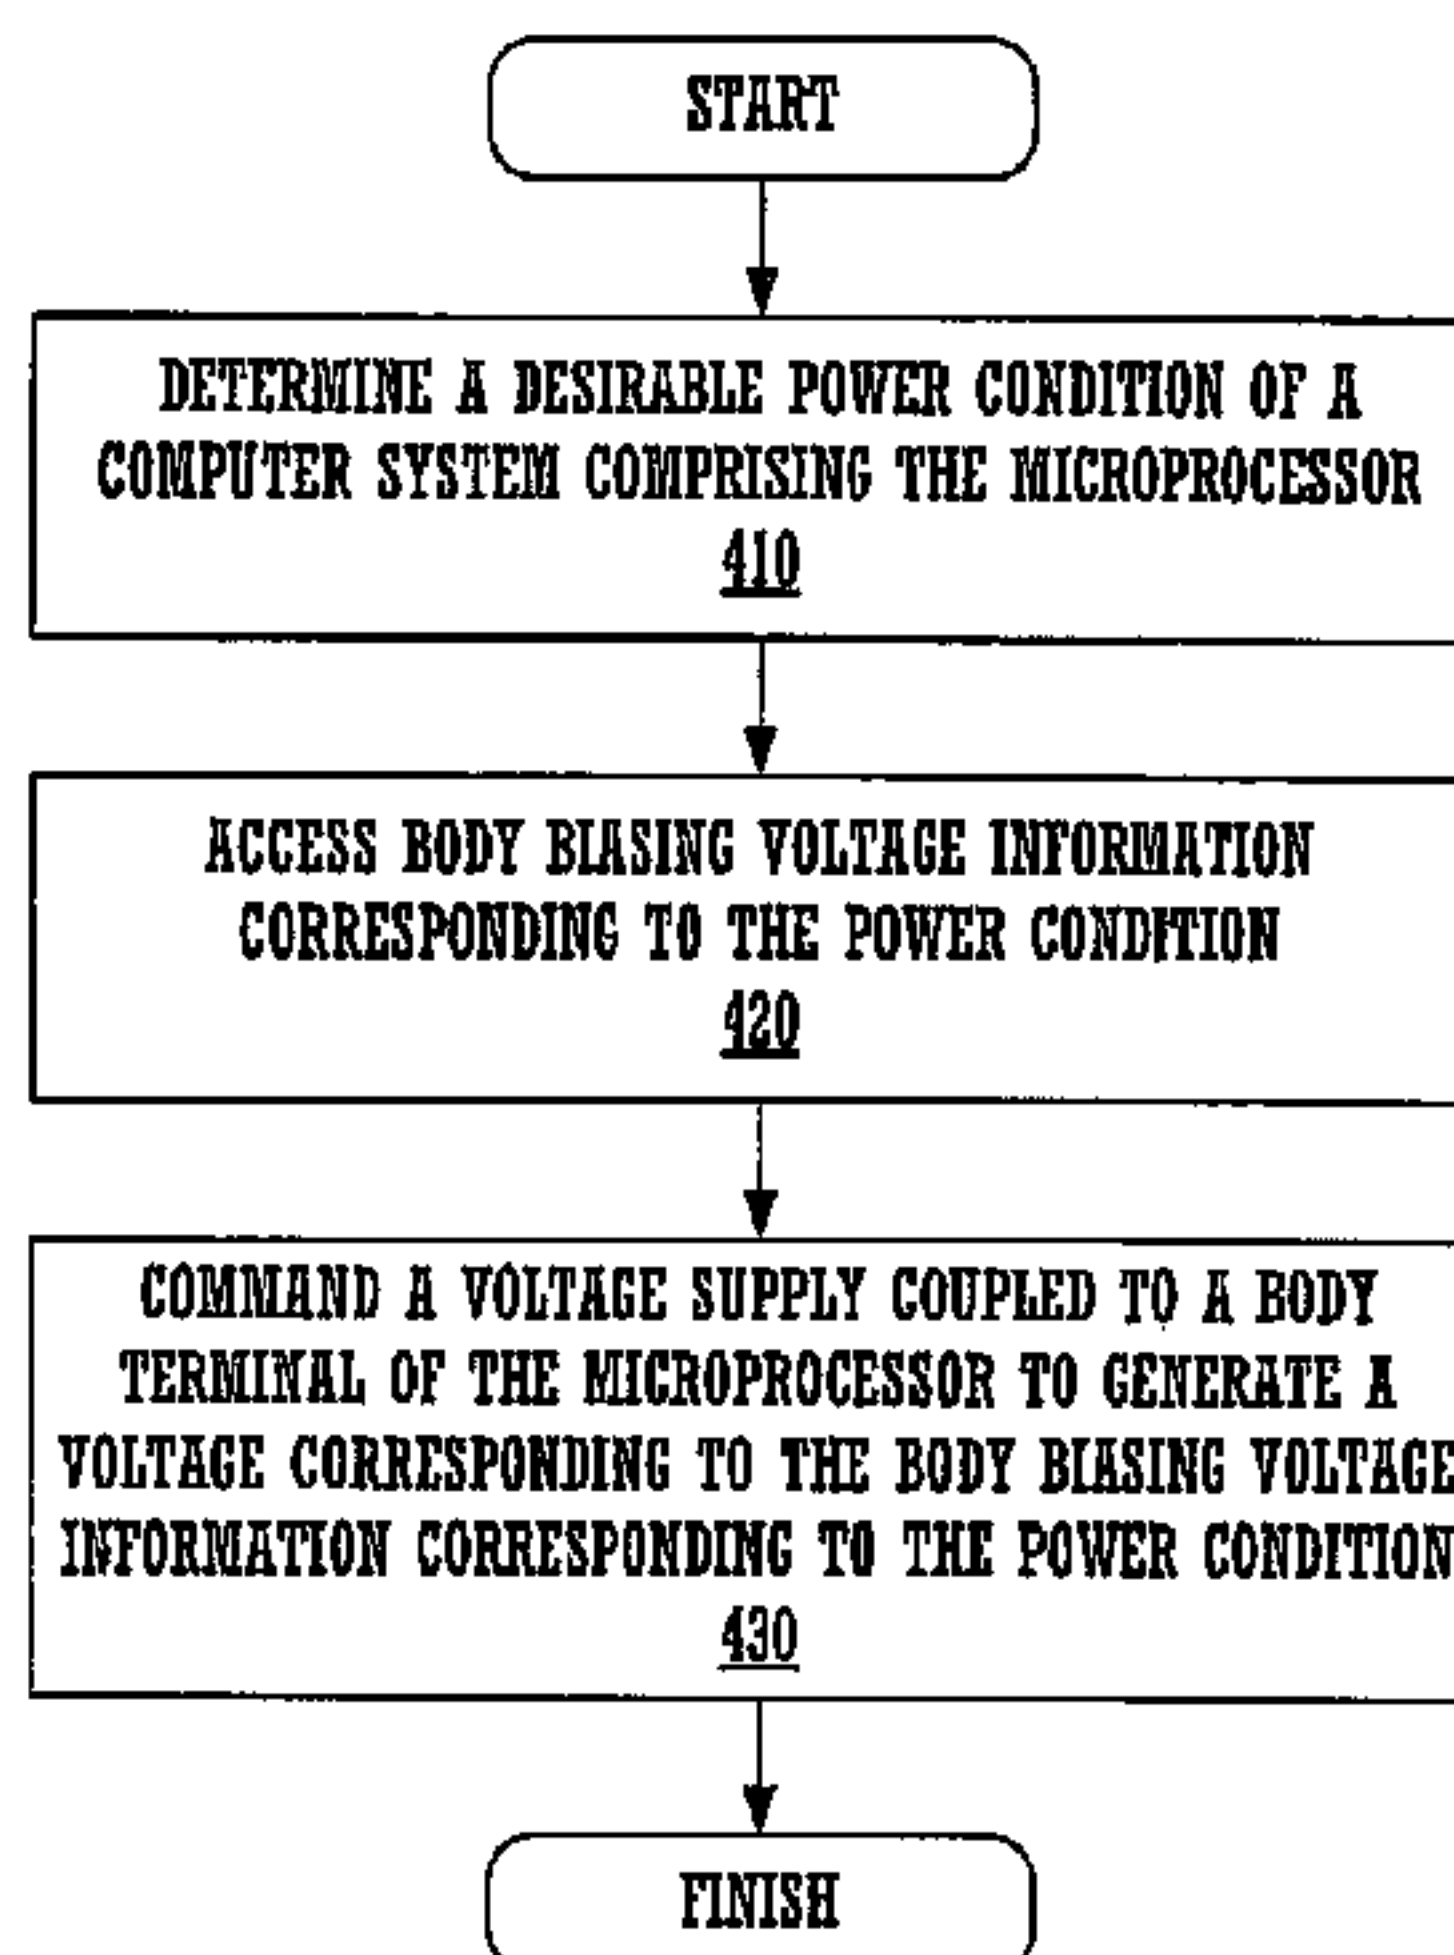 START
DETERMINE A DESIRABLE POWER CONDITION OF A
COMPUTER SYSTEM COMPRISING THE MICROPROCESSOR
410
ACCESS BODY BIASING VOLTAGE INFORMATION
CORRESPONDING TO THE POWER CONDITION
420
COMMAND A VOLTAGE SUPPLY COUPLED TO A BODY
TERMINAL OF THE MICROPROCESSOR TO GENERATE A
VOLTAGE CORRESPONDING TO THE BODY BIASING VOLTAGE
INFORMATION CORRESPONDING TO THE POWER CONDITION
430
FINISH